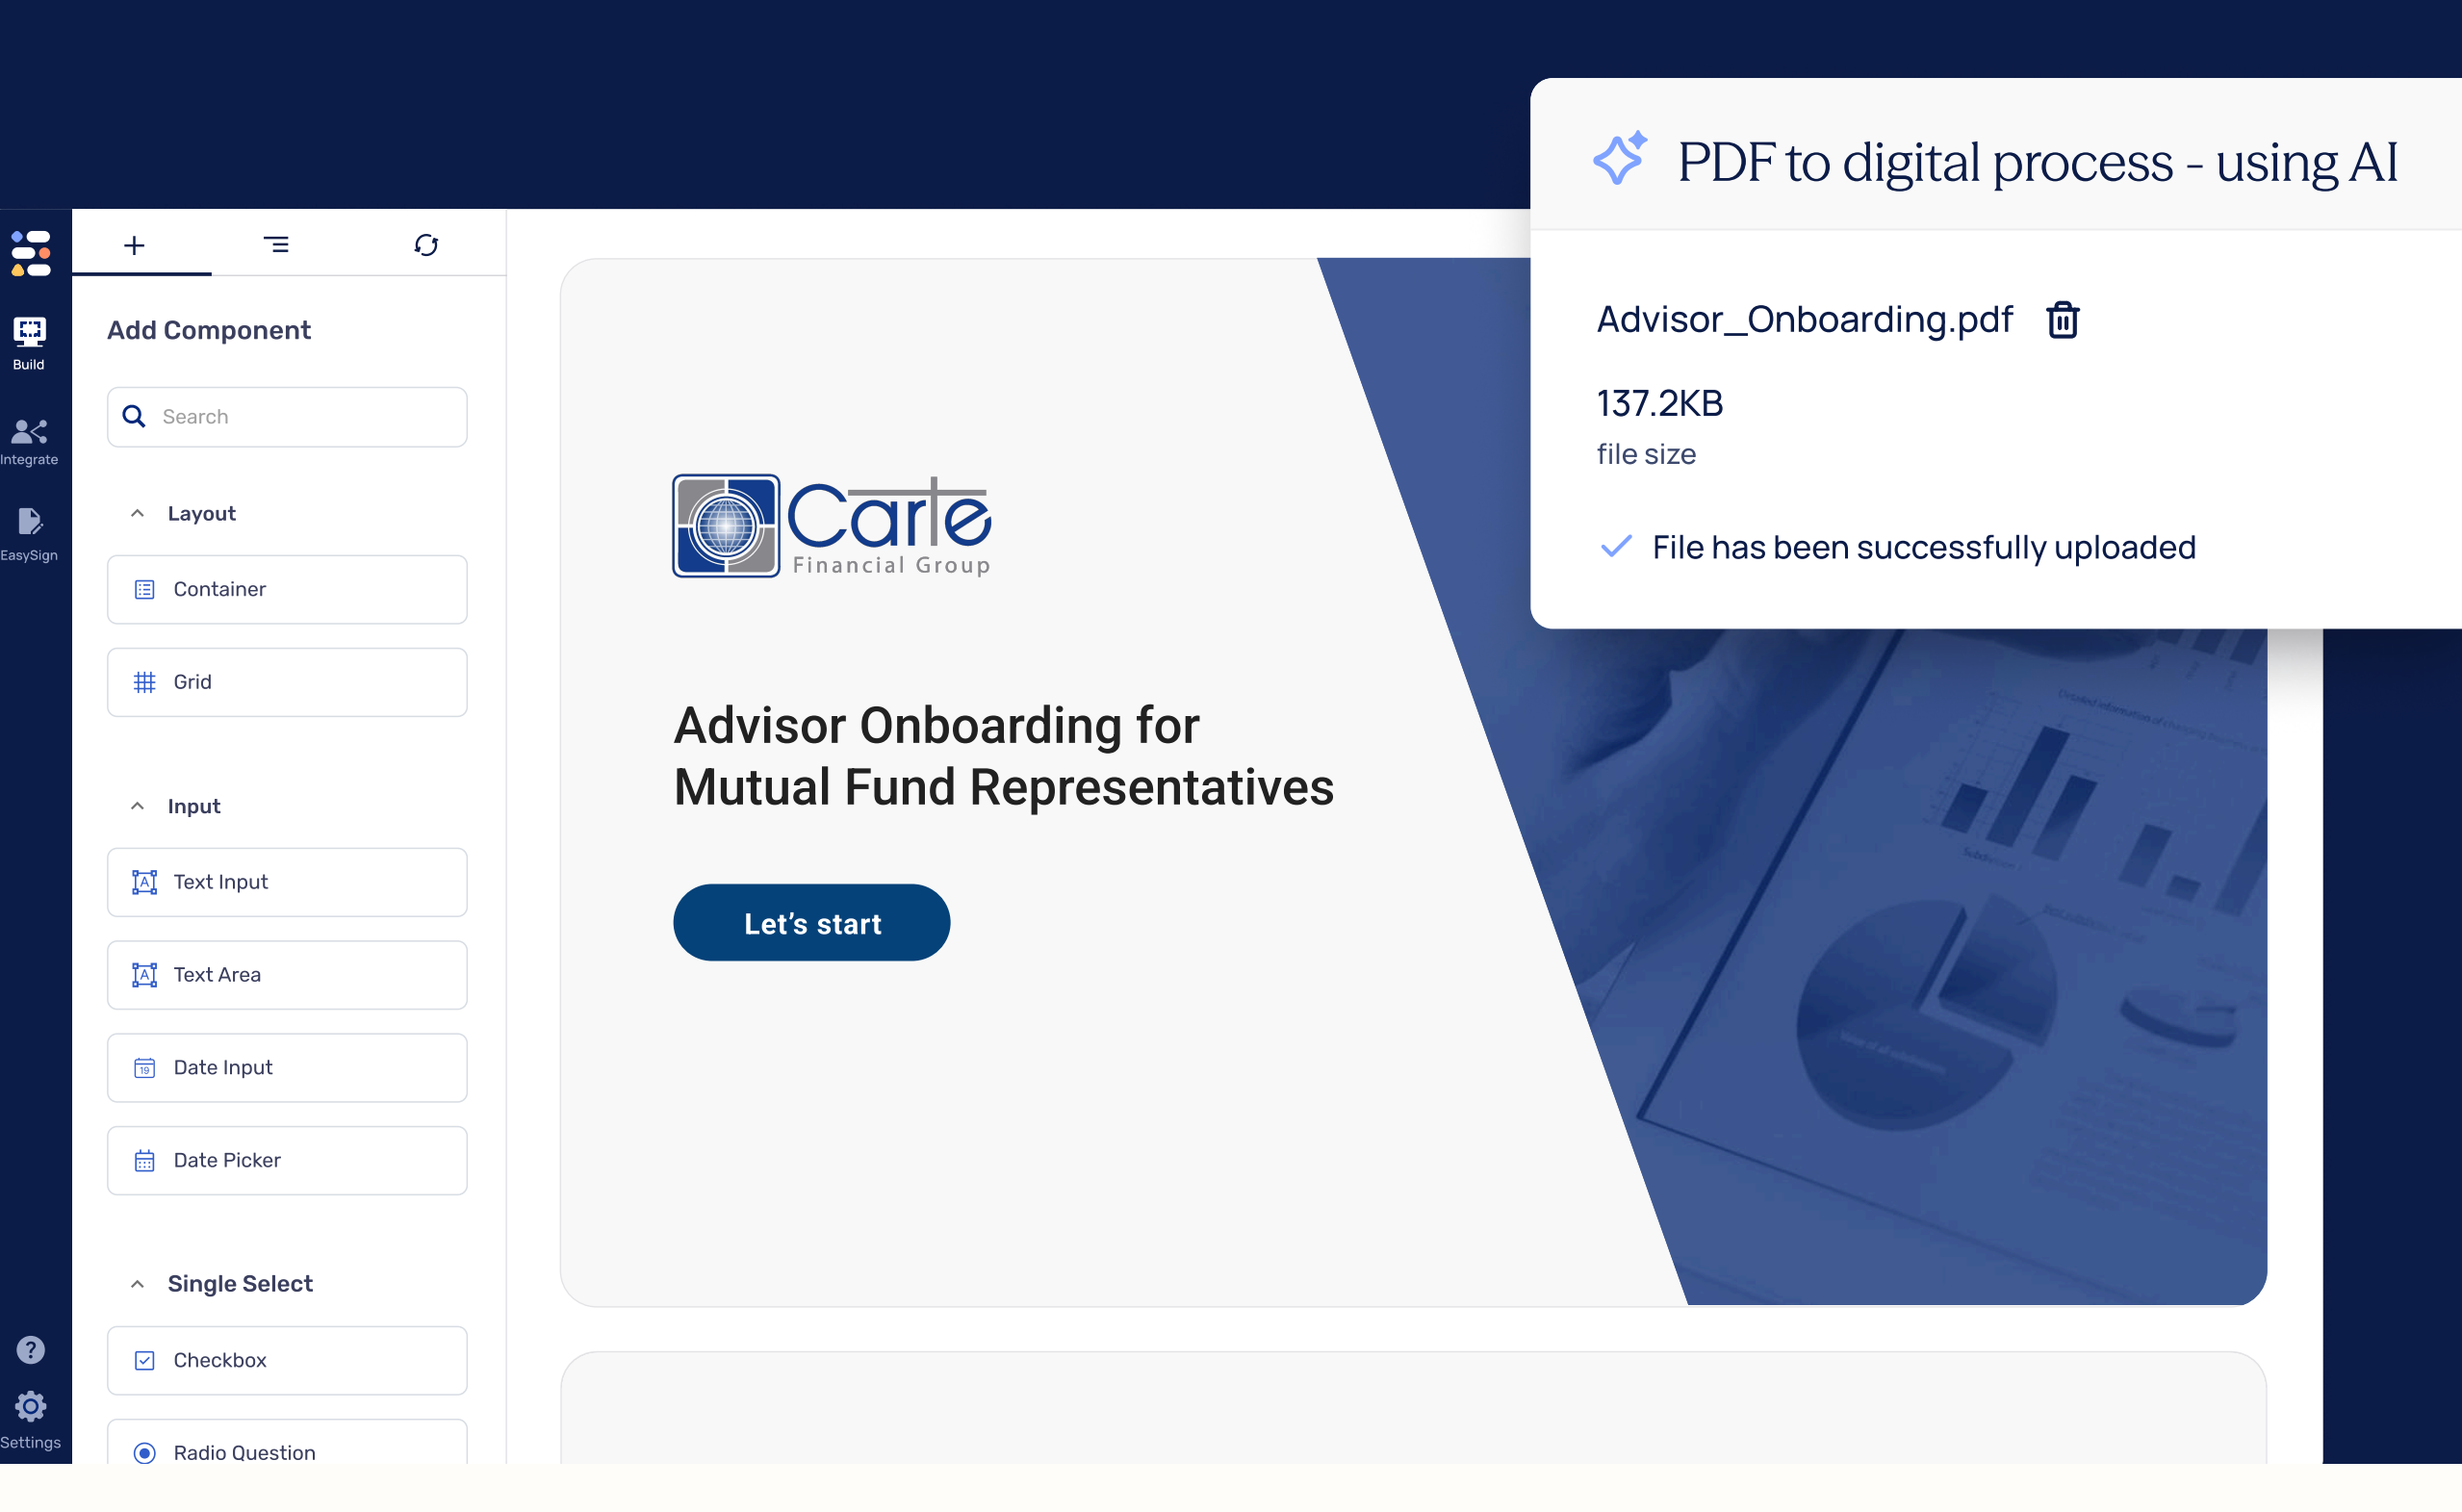 PDF to digital process - using AI
Advisor_Onboarding.pdf
137.2KB
file size
File has been successfully uploaded
Build
Integrate
EasySign
Settings
Add Component
Search
Layout
Container
Grid
Input
Text Input
Text Area
19
Date Input
Date Picker
Single Select
Checkbox
Radio Question
Carte
Financial Group
Advisor Onboarding for
Mutual Fund Representatives
Let's start